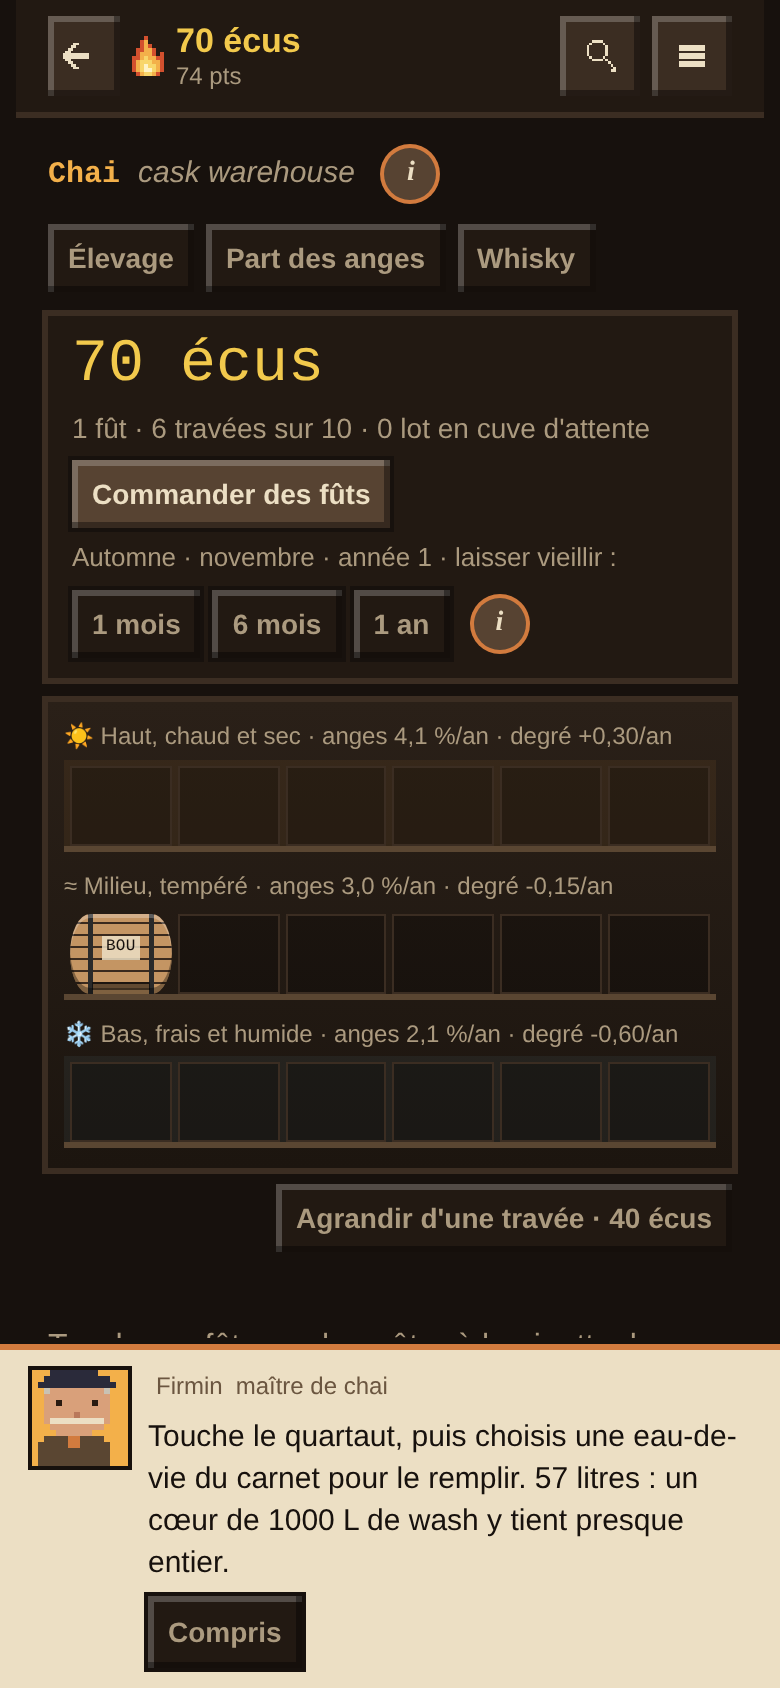 70 écus
74 pts
Chai cask warehouse i
Élevage Part des anges Whisky
70 écus
1 fût · 6 travées sur 10 · 0 lot en cuve d'attente
Commander des fûts
Automne · novembre · année 1 · laisser vieillir :
1 mois 6 mois 1 an i
☀️ Haut, chaud et sec · anges 4,1 %/an · degré +0,30/an
≈ Milieu, tempéré · anges 3,0 %/an · degré -0,15/an
BOU
❄️ Bas, frais et humide · anges 2,1 %/an · degré -0,60/an
Agrandir d'une travée · 40 écus
Firmin maître de chai
Touche le quartaut, puis choisis une eau-de-
vie du carnet pour le remplir. 57 litres : un
cœur de 1000 L de wash y tient presque
entier.
Compris